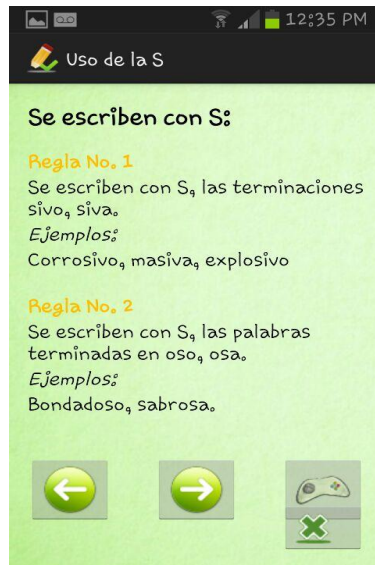 12:35 PM
Uso de la S
Se escriben con S:
Regla No. 1
Se escriben con S, las terminaciones
sivo, siva.
Ejemplos:
Corrosivo, masiva, explosivo
Regla No. 2
Se escriben con S, las palabras
terminadas en oso, osa.
Ejemplos:
Bondadoso, sabrosa.